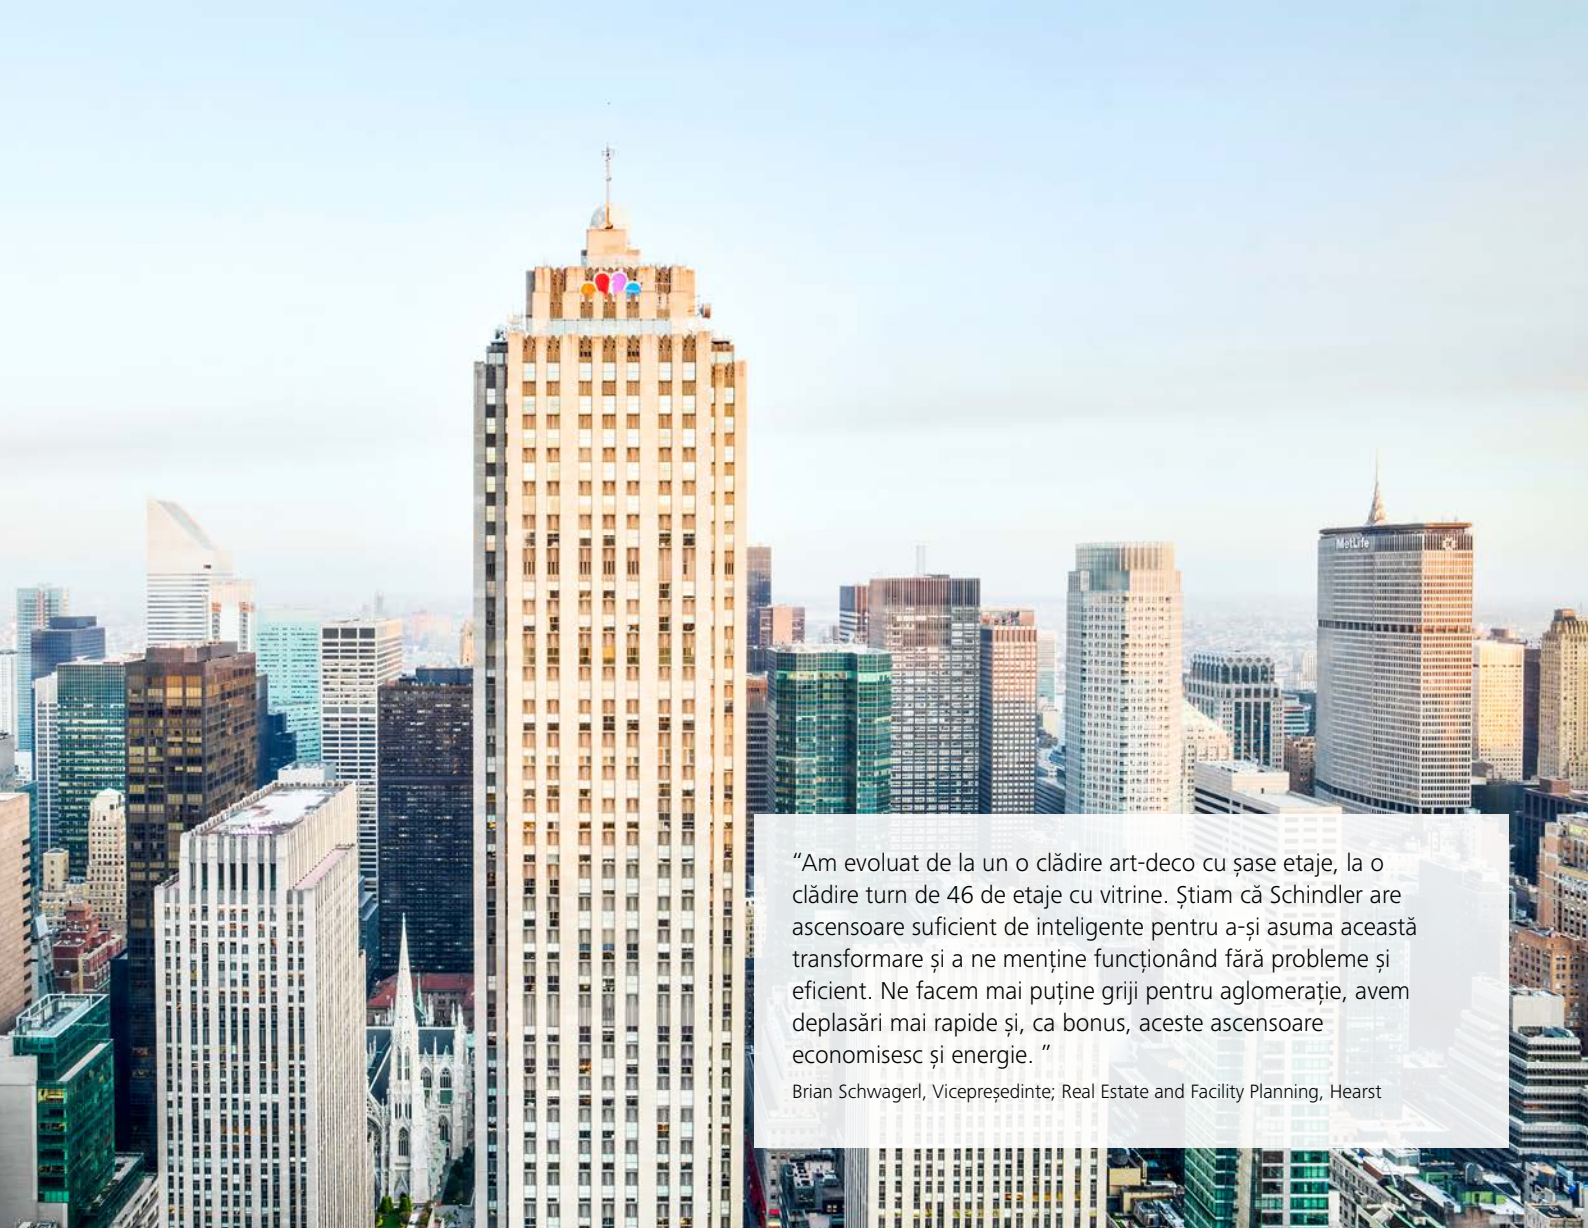 MetLife
“Am evoluat de la un o clădire art-deco cu șase etaje, la o
clădire turn de 46 de etaje cu vitrine. Știam că Schindler are
ascensoare suficient de inteligente pentru a-și asuma această
transformare și a ne menține funcționând fără probleme și
eficient. Ne facem mai puține griji pentru aglomerație, avem
deplasări mai rapide și, ca bonus, aceste ascensoare
economisesc și energie. ”
Brian Schwagerl, Vicepreședinte; Real Estate and Facility Planning, Hearst